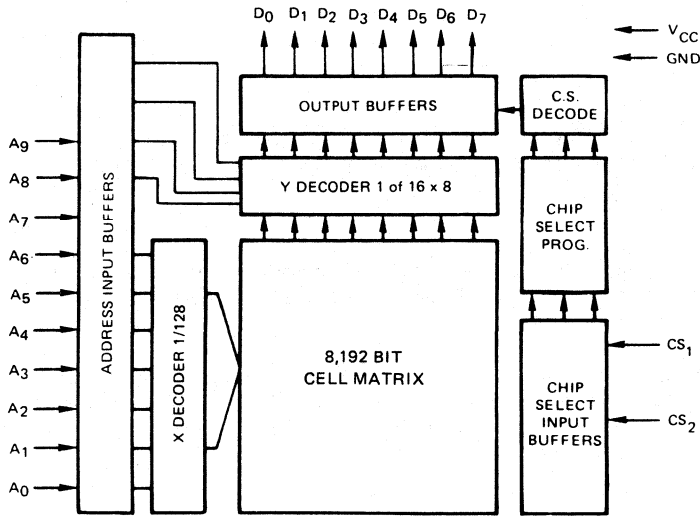 D0 D1 D2 D3 D4 D5 D6 D7
VCC
GND
OUTPUT BUFFERS
C.S.
DECODE
A9
A8
A7
A6
A5
A4
A3
A2
A1
A0
ADDRESS INPUT BUFFERS
Y DECODER 1 of 16 x 8
CHIP
SELECT
PROG.
X DECODER 1/128
8,192 BIT
CELL MATRIX
CHIP
SELECT
INPUT
BUFFERS
CS1
CS2